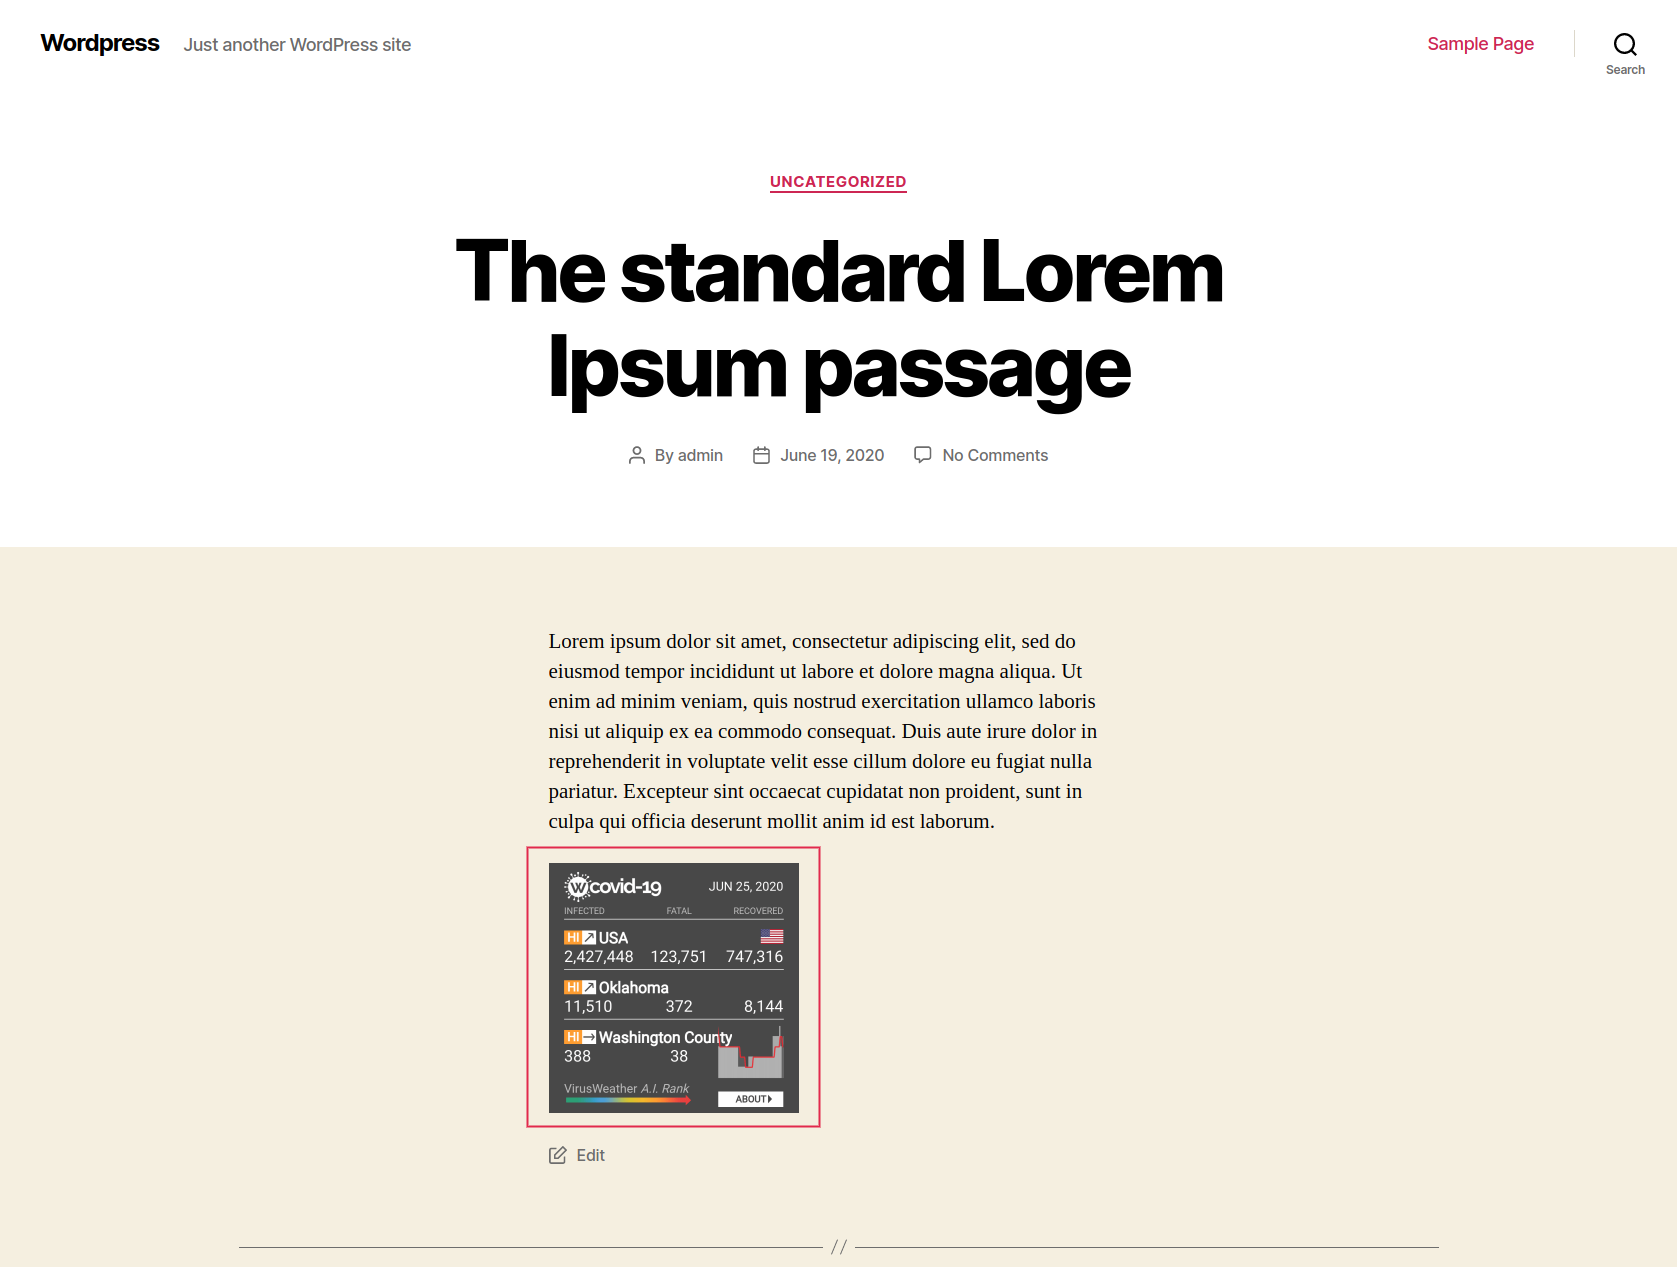 Wordpress Just another WordPress site Sample Page
Search
UNCATEGORIZED
The standard Lorem
Ipsum passage
By admin June 19, 2020 No Comments
Lorem ipsum dolor sit amet, consectetur adipiscing elit, sed do
eiusmod tempor incididunt ut labore et dolore magna aliqua. Ut
enim ad minim veniam, quis nostrud exercitation ullamco laboris
nisi ut aliquip ex ea commodo consequat. Duis aute irure dolor in
reprehenderit in voluptate velit esse cillum dolore eu fugiat nulla
pariatur. Excepteur sint occaecat cupidatat non proident, sunt in
culpa qui officia deserunt mollit anim id est laborum.
W covid-19 JUN 25, 2020
INFECTED FATAL RECOVERED
HI USA
2,427,448 123,751 747,316
HI Oklahoma
11,510 372 8,144
HI Washington County
388 38
VirusWeather A.I. Rank
ABOUT
Edit
//